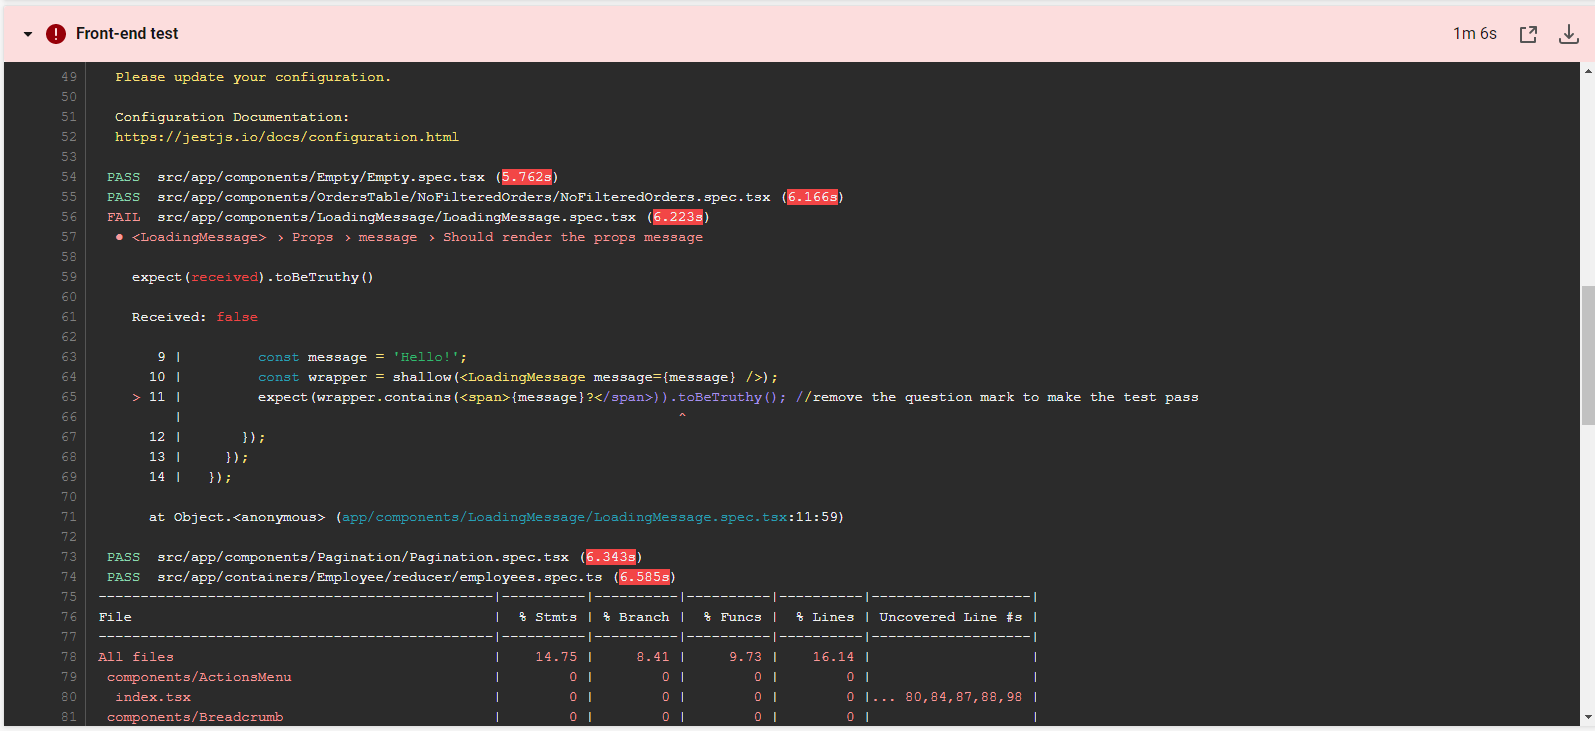 Front-end test 1m 6s
49 Please update your configuration.
50
51 Configuration Documentation:
52 https://jestjs.io/docs/configuration.html
53
54 PASS src/app/components/Empty/Empty.spec.tsx (5.762s)
55 PASS src/app/components/OrdersTable/NoFilteredOrders/NoFilteredOrders.spec.tsx (6.166s)
56 FAIL src/app/components/LoadingMessage/LoadingMessage.spec.tsx (6.223s)
57 ● <LoadingMessage> › Props › message › Should render the props message
58
59 expect(received).toBeTruthy()
60
61 Received: false
62
63 9 | const message = 'Hello!';
64 10 | const wrapper = shallow(<LoadingMessage message={message} />);
65 > 11 | expect(wrapper.contains(<span>{message}?</span>)).toBeTruthy(); //remove the question mark to make the test pass
66 | ^
67 12 | });
68 13 | });
69 14 | });
70
71 at Object.<anonymous> (app/components/LoadingMessage/LoadingMessage.spec.tsx:11:59)
72
73 PASS src/app/components/Pagination/Pagination.spec.tsx (6.343s)
74 PASS src/app/containers/Employee/reducer/employees.spec.ts (6.585s)
75 -----------------------------------------------|----------|----------|----------|----------|-------------------|
76 File | % Stmts | % Branch | % Funcs | % Lines | Uncovered Line #s |
77 -----------------------------------------------|----------|----------|----------|----------|-------------------|
78 All files | 14.75 | 8.41 | 9.73 | 16.14 | |
79 components/ActionsMenu | 0 | 0 | 0 | 0 | |
80 index.tsx | 0 | 0 | 0 | 0 |... 80,84,87,88,98 |
81 components/Breadcrumb | 0 | 0 | 0 | 0 | |